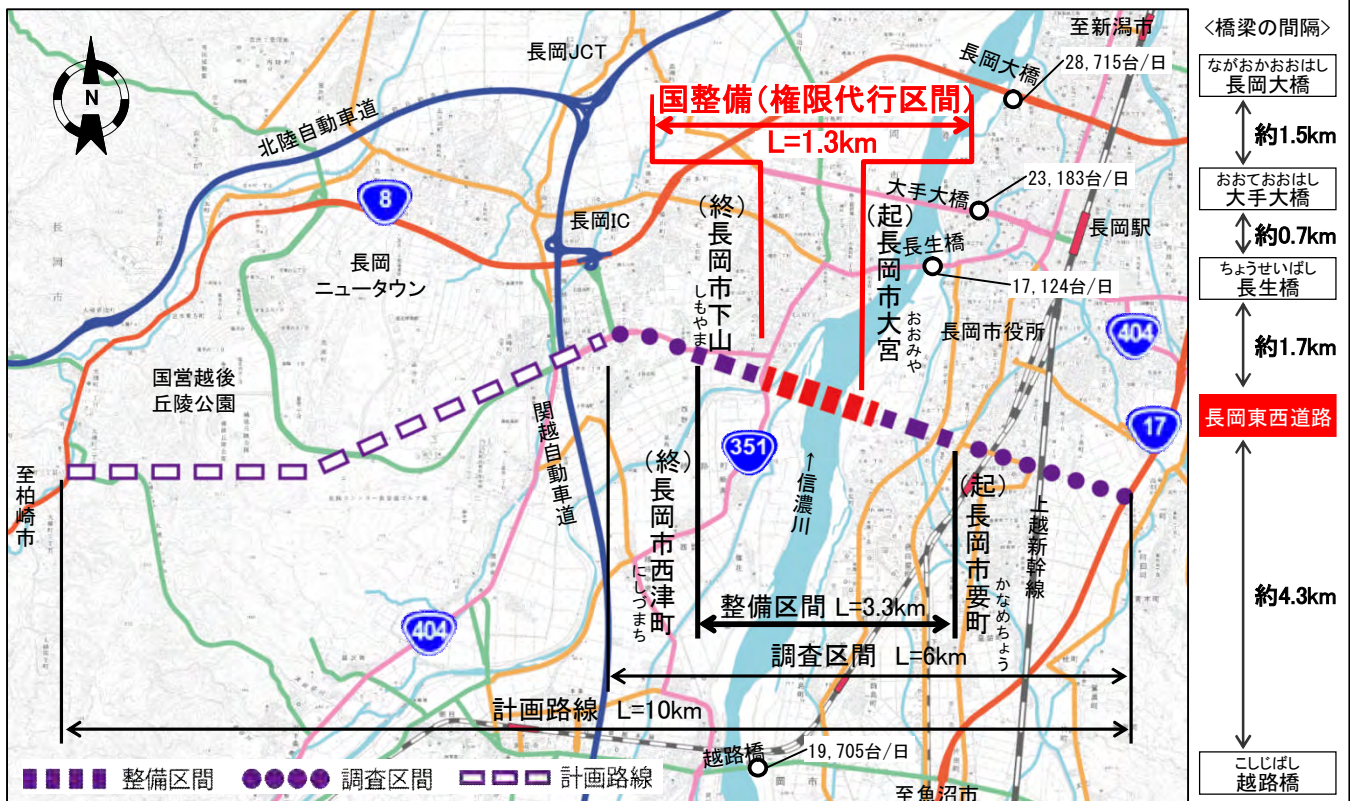 至新潟市
長岡JCT
長岡大橋
28,715台/日
N
国整備(権限代行区間)
L=1.3km
北陸自動車道
8
長岡IC
大手大橋
23,183台/日
長岡駅
長岡
ニュータウン
(終)長岡市下山
しもやま
(起)長岡市大宮
おおみや
長生橋
17,124台/日
長岡市役所
404
国営越後
丘陵公園
関越自動車道
351
←信濃川
17
至柏崎市
(終)長岡市西津町
にしづまち
(起)長岡市要町
かなめちょう
上越新幹線
404
整備区間 L=3.3km
調査区間 L=6km
計画路線 L=10km
越路橋
19,705台/日
至魚沼市
整備区間
調査区間
計画路線
<橋梁の間隔>
ながおかおおはし
長岡大橋
約1.5km
おおておおはし
大手大橋
約0.7km
ちょうせいばし
長生橋
約1.7km
長岡東西道路
約4.3km
こしじばし
越路橋